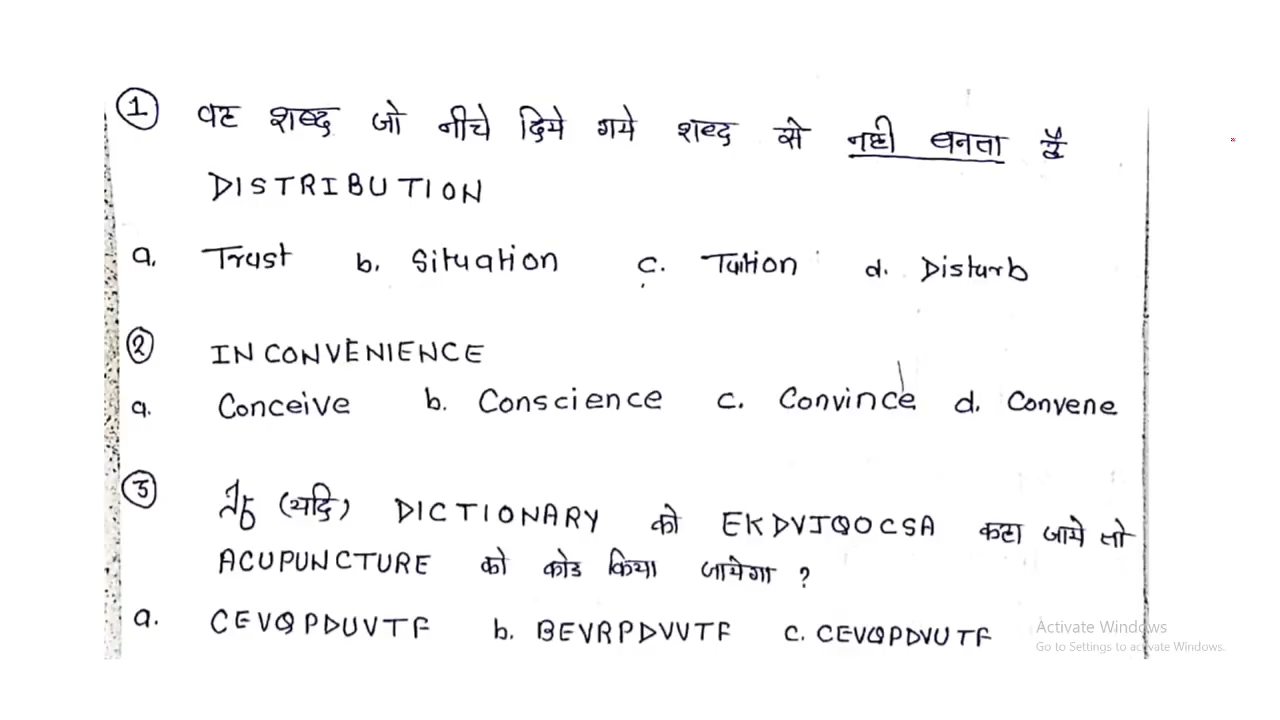 ① वह शब्द जो नीचे दिये गये शब्द से नही बनता है
DISTRIBUTION
a. Trust b. Situation c. Tuition d. Disturb
② INCONVENIENCE
a. Conceive b. Conscience c. Convince d. Convene
③ (यदि) DICTIONARY को EKDVJQOCSA कहा जाये तो
ACUPUNCTURE को कोड किया जायेगा ?
a. CEVQPDUVTF b. BEVRPDVVTF c. CEVQPDVUTF
Activate Windows
Go to Settings to activate Windows.